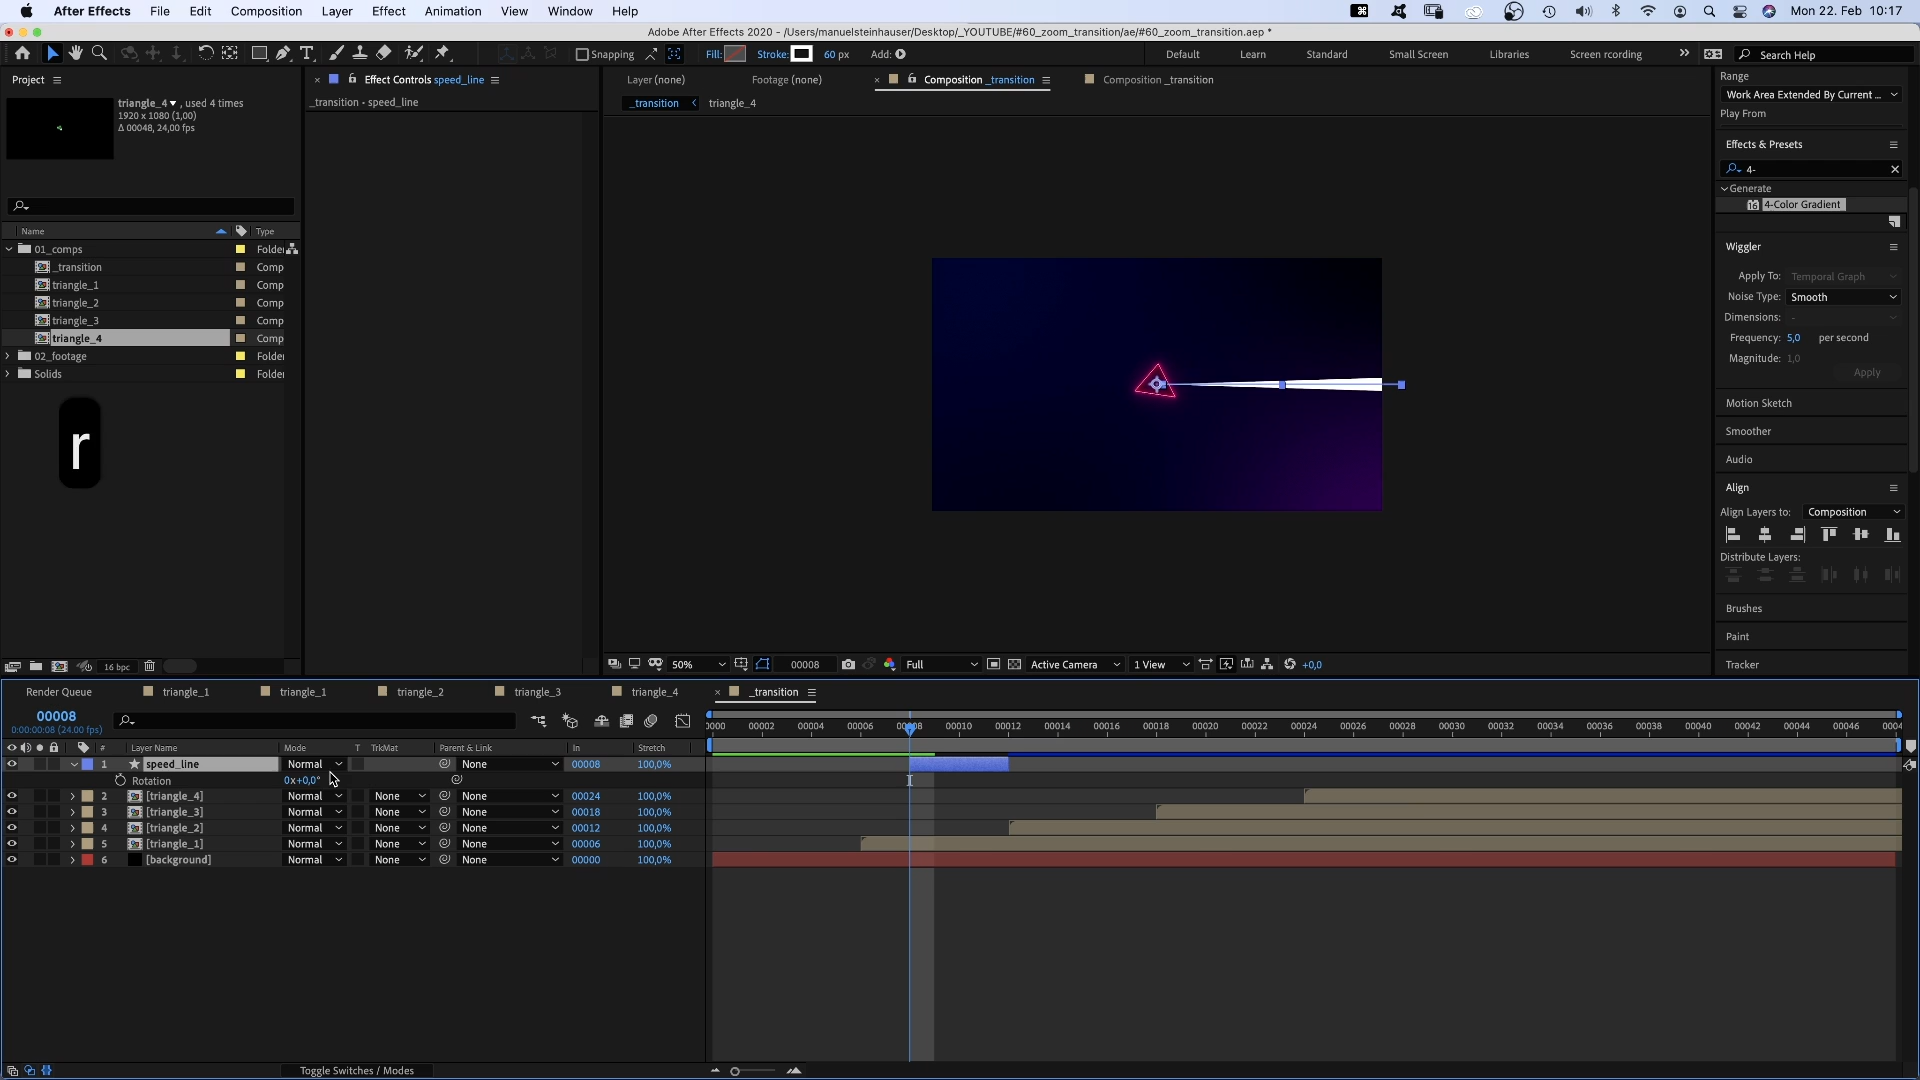 After Effects File Edit Composition Layer Effect Animation View Window Help Mon 22. Feb 10:17
Adobe After Effects 2020 - /Users/manuelsteinhauser/Desktop/_YOUTUBE/#60_zoom_transition/ae/#60_zoom_transition.aep *
Snapping Fill: Stroke: 60 px Add: Default Learn Standard Small Screen Libraries Screen rcording Search Help
Project Effect Controls speed_line Layer (none) Footage (none) Composition _transition Composition _transition
_transition - speed_line
_transition triangle_4
triangle_4 , used 4 times
1920 x 1080 (1,00)
Δ 00048, 24,00 fps
Name Type
01_comps Folder
_transition Comp
triangle_1 Comp
triangle_2 Comp
triangle_3 Comp
triangle_4 Comp
02_footage Folder
Solids Folder
r
16 bpc
50% 00008 Full Active Camera 1 View +0,0
Range
Work Area Extended By Current ...
Play From
Effects & Presets
4-
Generate
16 4-Color Gradient
Wiggler
Apply To: Temporal Graph
Noise Type: Smooth
Dimensions: -
Frequency: 5,0 per second
Magnitude: 1,0
Apply
Motion Sketch
Smoother
Audio
Align
Align Layers to: Composition
Distribute Layers:
Brushes
Paint
Tracker
Render Queue triangle_1 triangle_1 triangle_2 triangle_3 triangle_4 _transition
00008
0:00:00:08 (24.00 fps)
0000 00002 00004 00006 00008 00010 00012 00014 00016 00018 00020 00022 00024 00026 00028 00030 00032 00034 00036 00038 00040 00042 00044 00046 0004
# Layer Name Mode T TrkMat Parent & Link In Stretch
1 speed_line Normal None 00008 100,0%
Rotation 0x+0,0°
2 [triangle_4] Normal None None 00024 100,0%
3 [triangle_3] Normal None None 00018 100,0%
4 [triangle_2] Normal None None 00012 100,0%
5 [triangle_1] Normal None None 00006 100,0%
6 [background] Normal None None 00000 100,0%
Toggle Switches / Modes